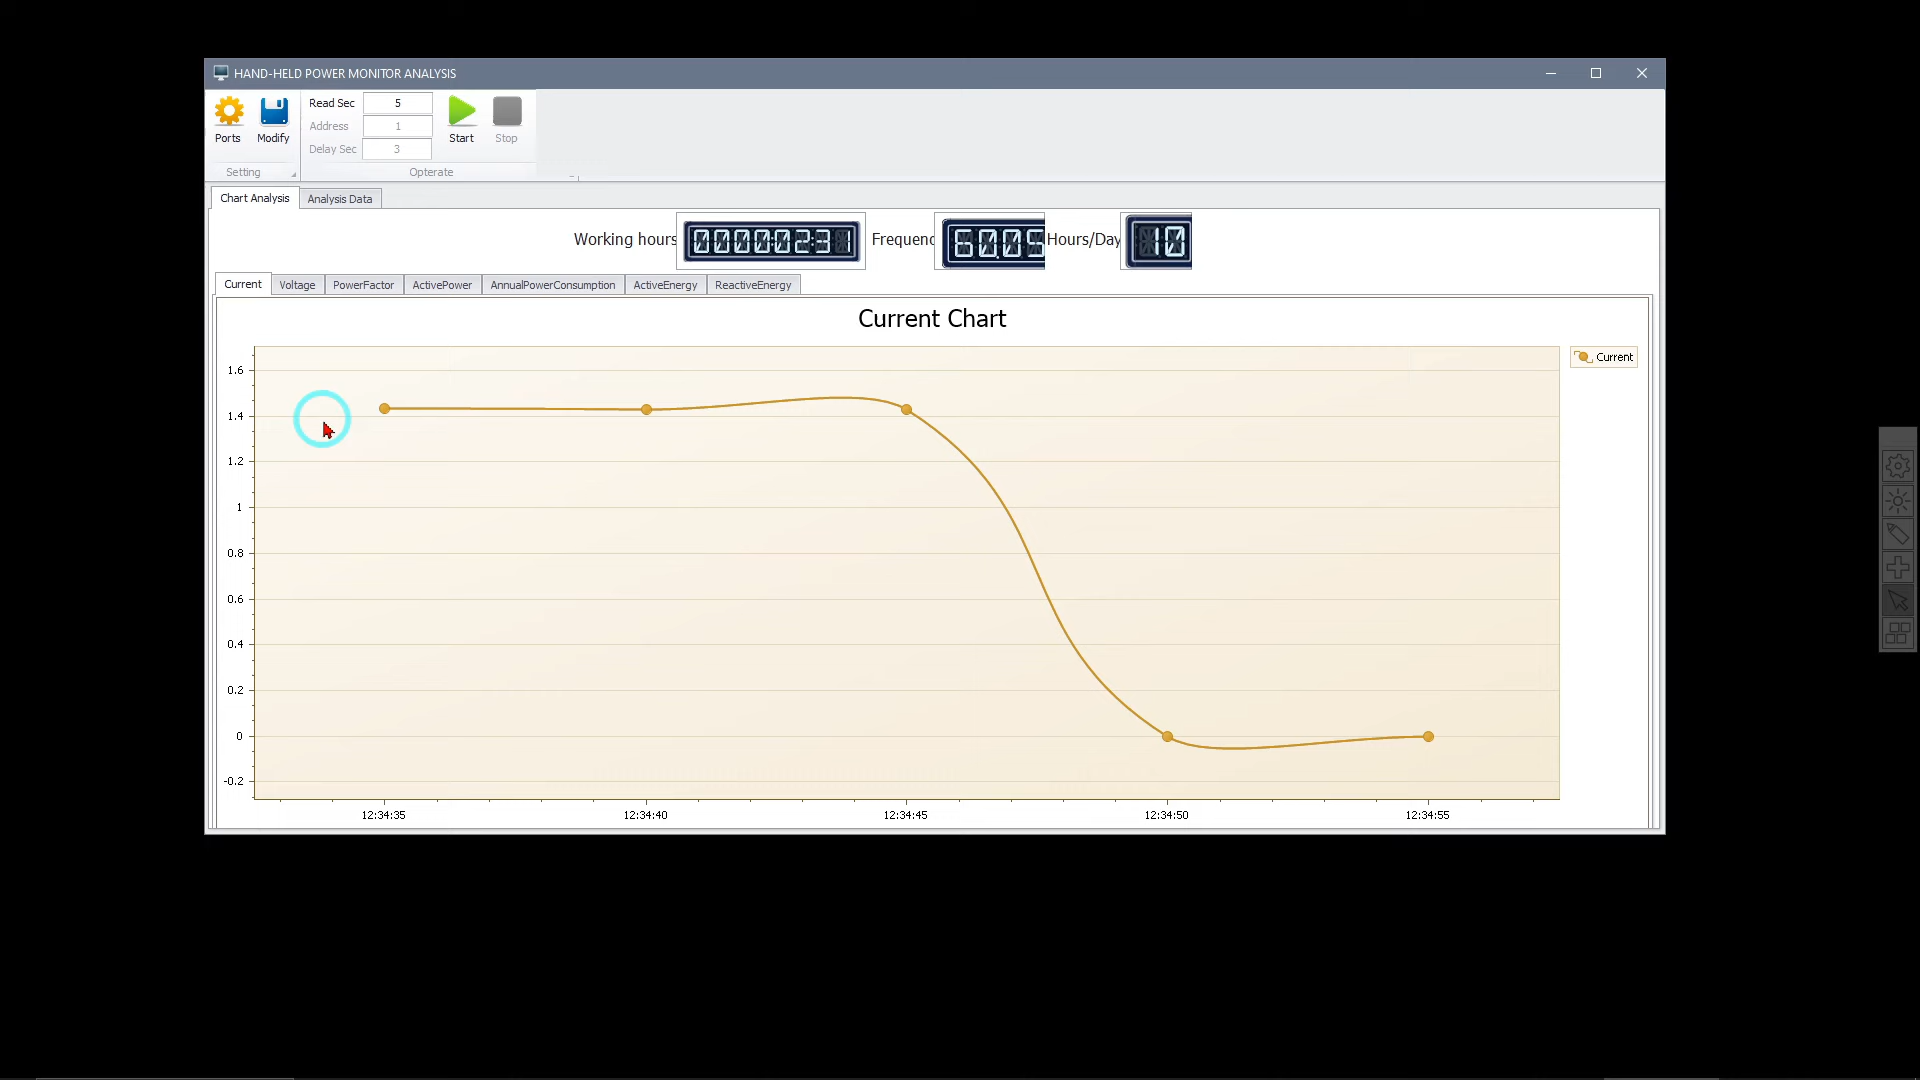 HAND-HELD POWER MONITOR ANALYSIS
Ports
Modify
Setting
Read Sec 5
Address 1
Delay Sec 3
Start
Stop
Opterate
Chart Analysis
Analysis Data
Working hours
Frequenc
60.05
Hours/Day
10
Current
Voltage
PowerFactor
ActivePower
AnnualPowerConsumption
ActiveEnergy
ReactiveEnergy
Current Chart
Current
1.6
1.4
1.2
1
0.8
0.6
0.4
0.2
0
-0.2
12:34:35
12:34:40
12:34:45
12:34:50
12:34:55